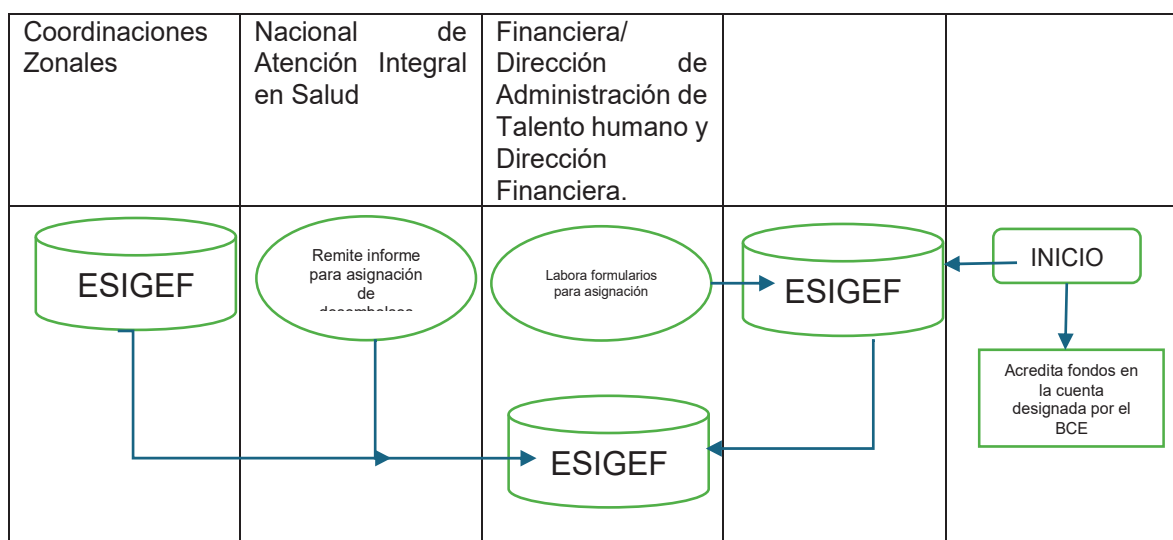 Coordinaciones
Zonales
Nacional de
Atención Integral
en Salud
Financiera/
Dirección de
Administración de
Talento humano y
Dirección
Financiera.
ESIGEF
Remite informe
para asignación
de
Labora formularios
para asignación
ESIGEF
INICIO
Acredita fondos en
la cuenta
designada por el
BCE
ESIGEF